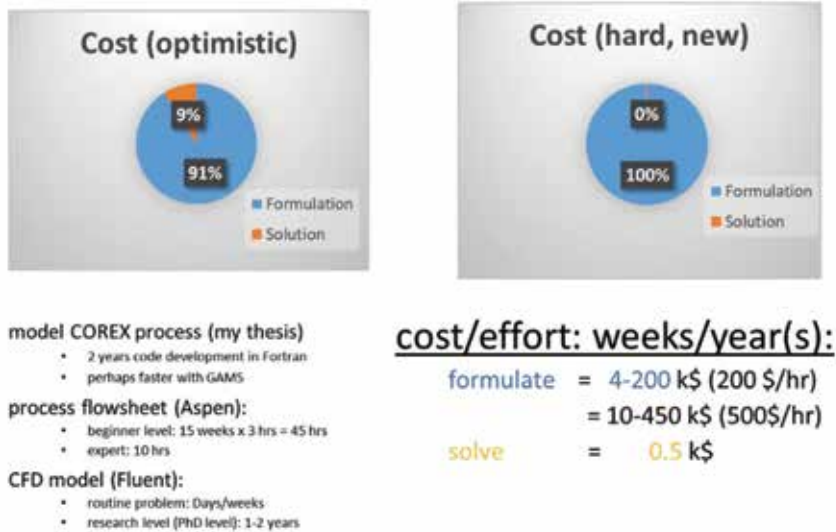 Cost (optimistic)
9%
91%
Formulation
Solution
Cost (hard, new)
0%
100%
Formulation
Solution
model COREX process (my thesis)
• 2 years code development in Fortran
• perhaps faster with GAMS
process flowsheet (Aspen):
• beginner level: 15 weeks x 3 hrs = 45 hrs
• expert: 10 hrs
CFD model (Fluent):
• routine problem: Days/weeks
• research level (PhD level): 1-2 years
cost/effort: weeks/year(s):
formulate = 4-200 k$ (200 $/hr)
= 10-450 k$ (500$/hr)
solve = 0.5 k$